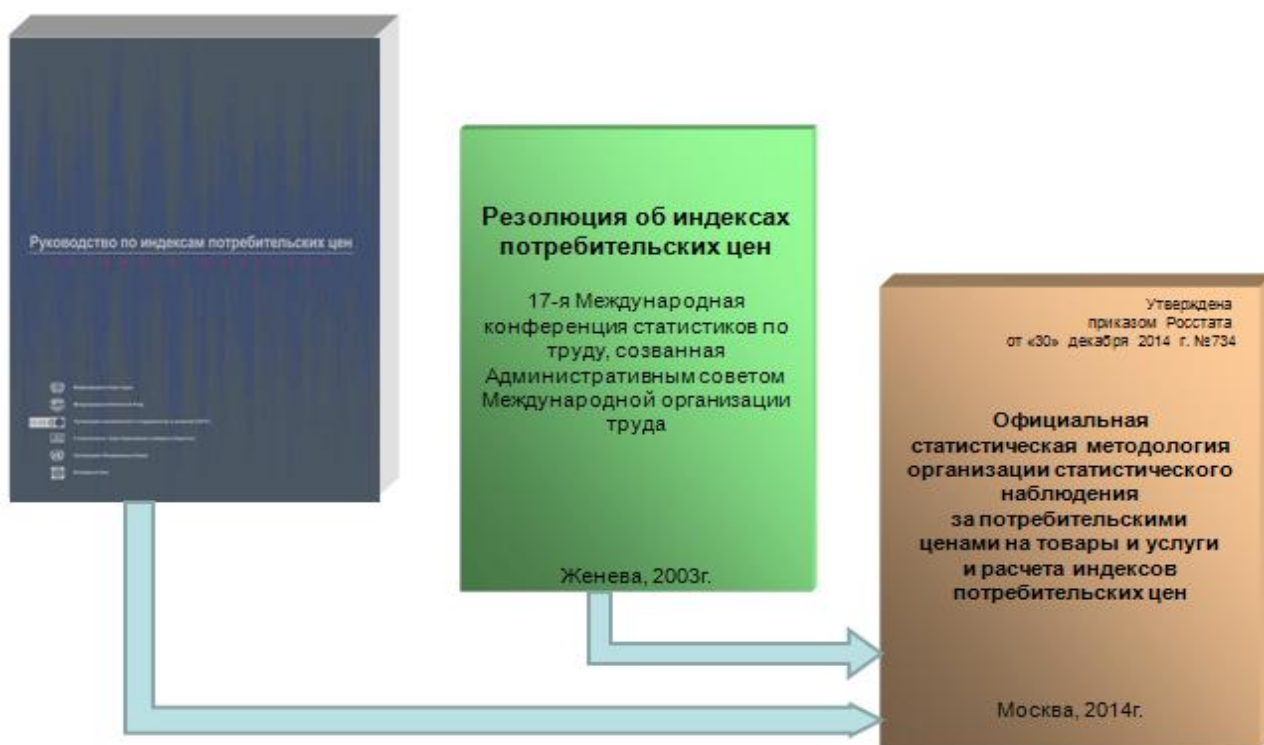 Руководство по индексам потребительских цен
Резолюция об индексах
потребительских цен
17-я Международная
конференция статистиков по
труду, созванная
Административным советом
Международной организации
труда
Женева, 2003г.
Утверждена
приказом Росстата
от «30» декабря 2014 г. №734
Официальная
статистическая методология
организации статистического
наблюдения
за потребительскими
ценами на товары и услуги
и расчета индексов
потребительских цен
Москва, 2014г.